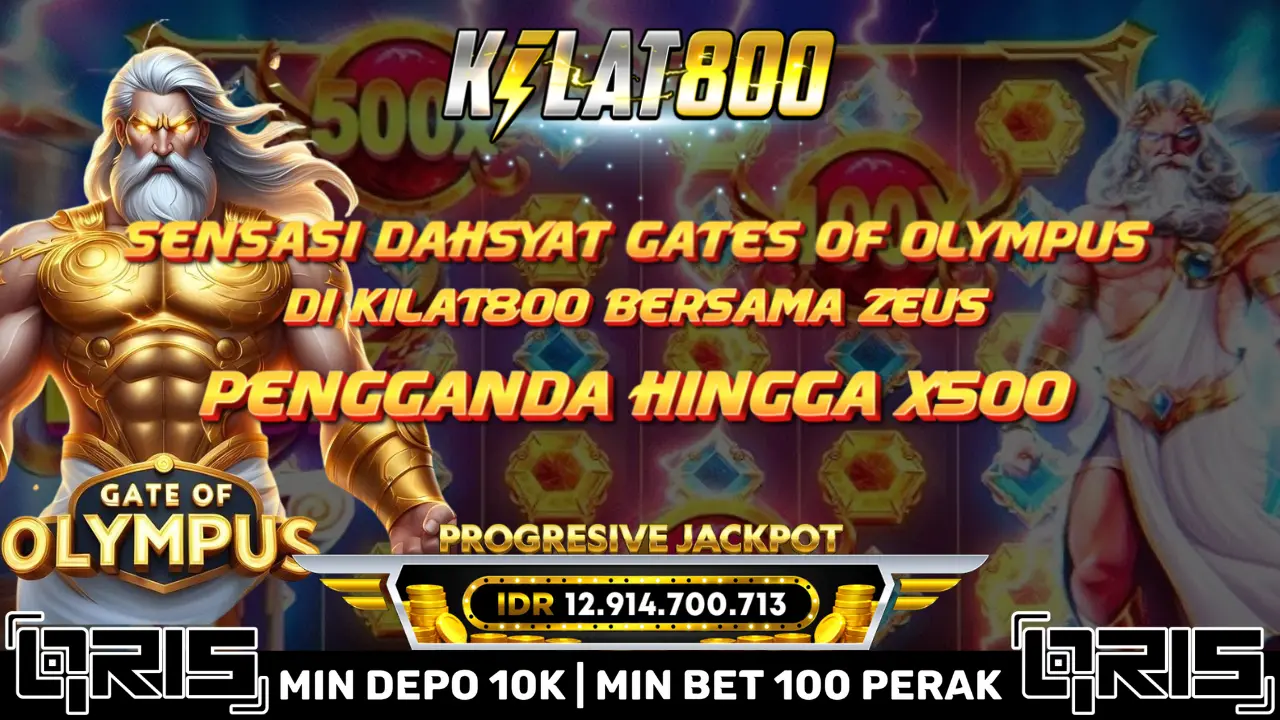 KiLAT800
500X
100X
SENSASI DAHSYAT GATES OF OLYMPUS
DI KILAT800 BERSAMA ZEUS
PENGGANDA HINGGA X500
GATE OF
OLYMPUS
PROGRESIVE JACKPOT
IDR 12.914.700.713
QRIS
MIN DEPO 10K | MIN BET 100 PERAK
QRIS